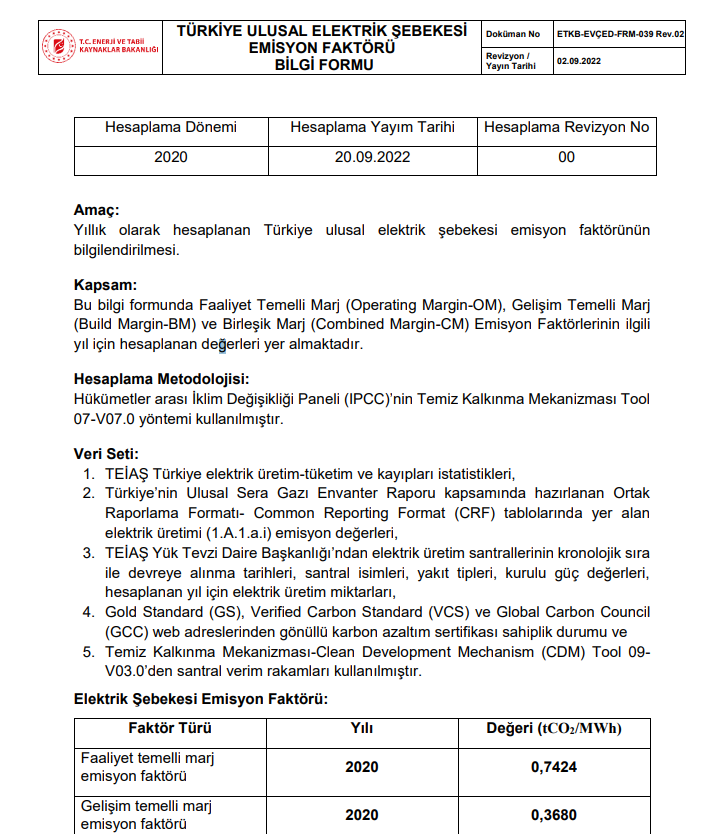 T.C. ENERJİ VE TABİİ
KAYNAKLAR BAKANLIĞI
TÜRKİYE ULUSAL ELEKTRİK ŞEBEKESİ
EMİSYON FAKTÖRÜ
BİLGİ FORMU
Doküman No
ETKB-EVÇED-FRM-039 Rev.02
Revizyon /
Yayın Tarihi
02.09.2022
Hesaplama Dönemi
Hesaplama Yayım Tarihi
Hesaplama Revizyon No
2020
20.09.2022
00
Amaç:
Yıllık olarak hesaplanan Türkiye ulusal elektrik şebekesi emisyon faktörünün
bilgilendirilmesi.
Kapsam:
Bu bilgi formunda Faaliyet Temelli Marj (Operating Margin-OM), Gelişim Temelli Marj
(Build Margin-BM) ve Birleşik Marj (Combined Margin-CM) Emisyon Faktörlerinin ilgili
yıl için hesaplanan değerleri yer almaktadır.
Hesaplama Metodolojisi:
Hükümetler arası İklim Değişikliği Paneli (IPCC)’nin Temiz Kalkınma Mekanizması Tool
07-V07.0 yöntemi kullanılmıştır.
Veri Seti:
1. TEİAŞ Türkiye elektrik üretim-tüketim ve kayıpları istatistikleri,
2. Türkiye’nin Ulusal Sera Gazı Envanter Raporu kapsamında hazırlanan Ortak
Raporlama Formatı- Common Reporting Format (CRF) tablolarında yer alan
elektrik üretimi (1.A.1.a.i) emisyon değerleri,
3. TEİAŞ Yük Tevzi Daire Başkanlığı’ndan elektrik üretim santrallerinin kronolojik sıra
ile devreye alınma tarihleri, santral isimleri, yakıt tipleri, kurulu güç değerleri,
hesaplanan yıl için elektrik üretim miktarları,
4. Gold Standard (GS), Verified Carbon Standard (VCS) ve Global Carbon Council
(GCC) web adreslerinden gönüllü karbon azaltım sertifikası sahiplik durumu ve
5. Temiz Kalkınma Mekanizması-Clean Development Mechanism (CDM) Tool 09-
V03.0’den santral verim rakamları kullanılmıştır.
Elektrik Şebekesi Emisyon Faktörü:
Faktör Türü
Yılı
Değeri (tCO₂/MWh)
Faaliyet temelli marj
emisyon faktörü
2020
0,7424
Gelişim temelli marj
emisyon faktörü
2020
0,3680